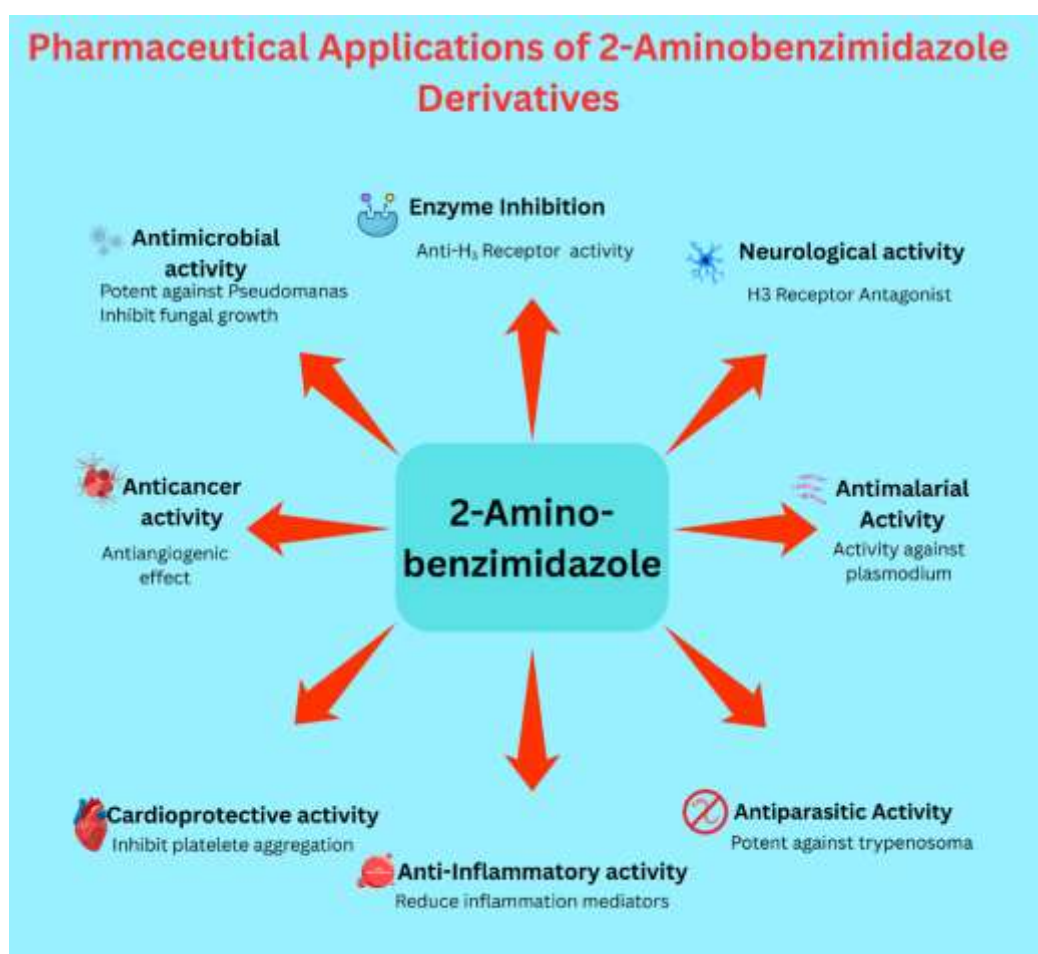 Pharmaceutical Applications of 2-Aminobenzimidazole
Derivatives
Enzyme Inhibition
Anti-H₃ Receptor activity
Antimicrobial
activity
Potent against Pseudomanas
Inhibit fungal growth
Neurological activity
H3 Receptor Antagonist
Anticancer
activity
Antiangiogenic
effect
2-Amino-
benzimidazole
Antimalarial
Activity
Activity against
plasmodium
Cardioprotective activity
Inhibit platelete aggregation
Anti-Inflammatory activity
Reduce inflammation mediators
Antiparasitic Activity
Potent against trypenosoma